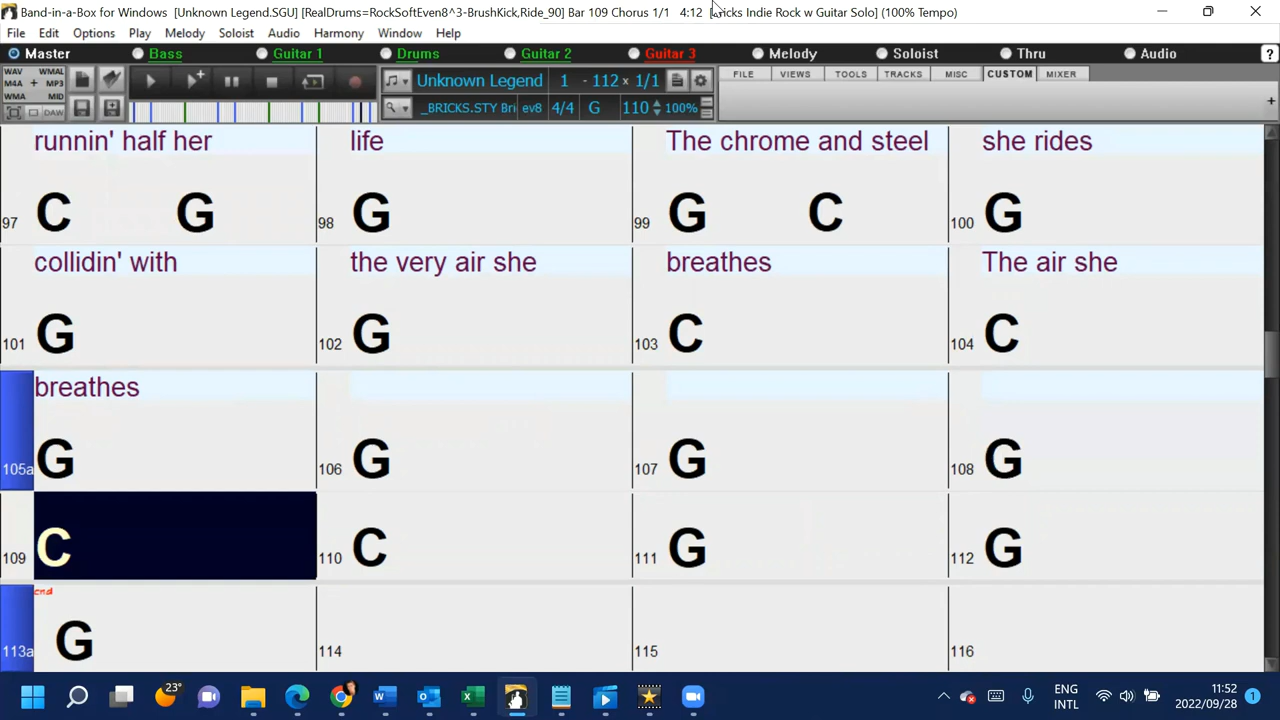 Band-in-a-Box for Windows [Unknown Legend.SGU] [RealDrums=RockSoftEven8^3-BrushKick,Ride_90] Bar 109 Chorus 1/1 4:12 [Bricks Indie Rock w Guitar Solo] (100% Tempo)
File Edit Options Play Melody Soloist Audio Harmony Window Help
Master Bass Guitar 1 Drums Guitar 2 Guitar 3 Melody Soloist Thru Audio ?
WAV WMAL
M4A + MP3
WMA MID
DAW
Unknown Legend 1 - 112 x 1/1
_BRICKS.STY Bri ev8 4/4 G 110 100%
FILE VIEWS TOOLS TRACKS MISC CUSTOM MIXER
+
runnin' half her life The chrome and steel she rides
97 C G 98 G 99 G C 100 G
collidin' with the very air she breathes The air she
101 G 102 G 103 C 104 C
breathes
105a G 106 G 107 G 108 G
109 C 110 C 111 G 112 G
end
113a G 114 115 116
23°
ENG
INTL
11:52
2022/09/28
1